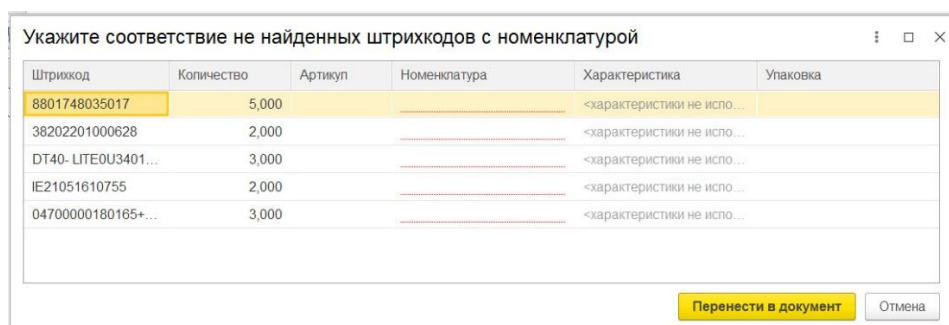 Укажите соответствие не найденных штрихкодов с номенклатурой
Штрихкод Количество Артикул Номенклатура Характеристика Упаковка
8801748035017 5,000 <характеристики не испо...
38202201000628 2,000 <характеристики не испо...
DT40- LITE0U3401... 3,000 <характеристики не испо...
IE21051610755 2,000 <характеристики не испо...
04700000180165+... 3,000 <характеристики не испо...
Перенести в документ Отмена